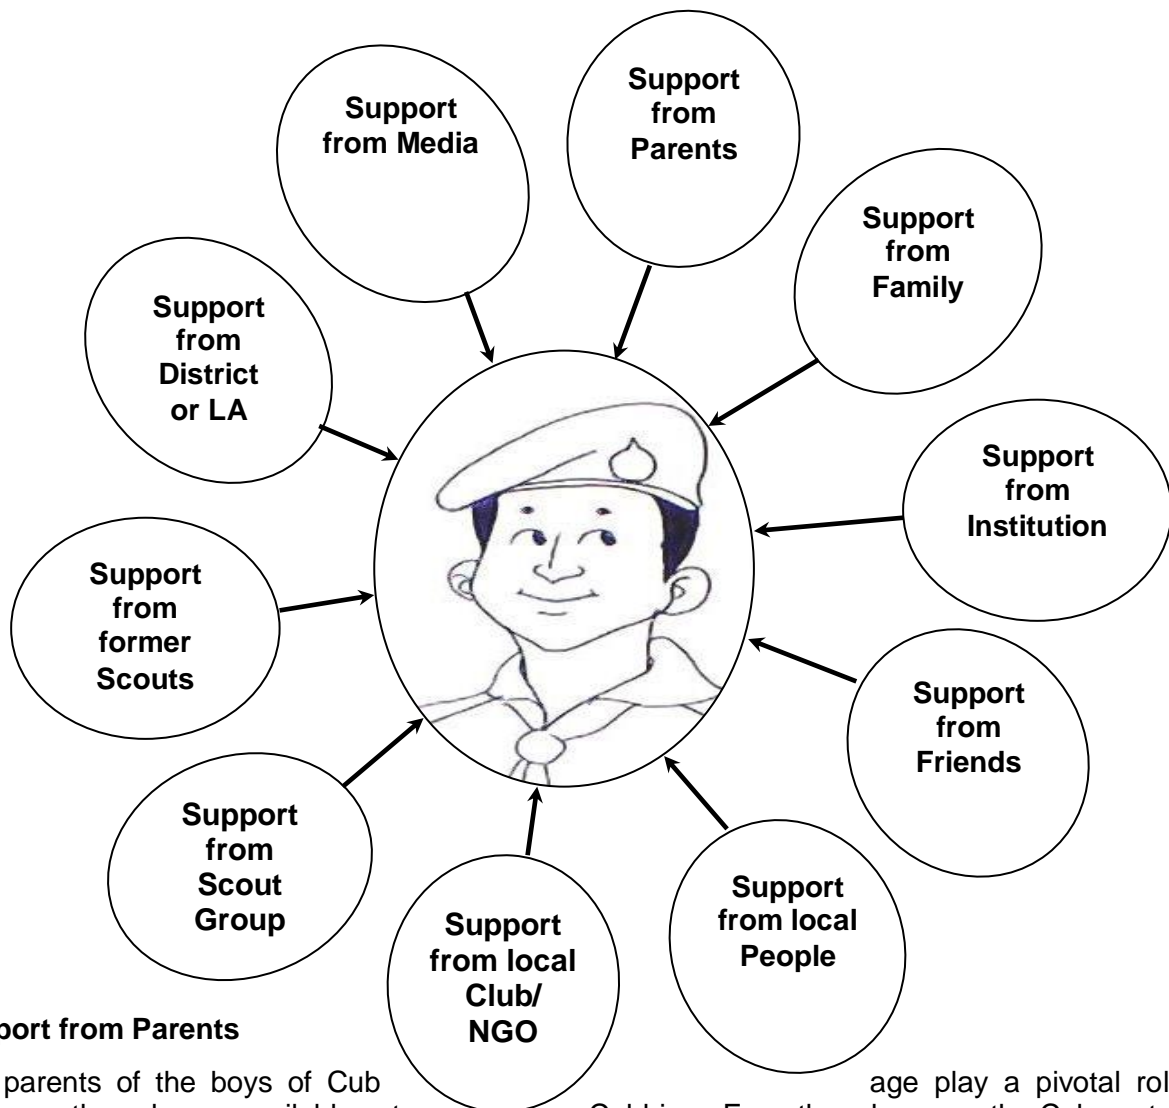 Support
from Media
Support
from
Parents
Support
from
Family
Support
from
District
or LA
Support
from
Institution
Support
from
former
Scouts
Support
from
Friends
Support
from
Scout
Group
Support
from local
People
Support
from local
Club/
NGO
port from Parents
parents of the boys of Cub age play a pivotal rol